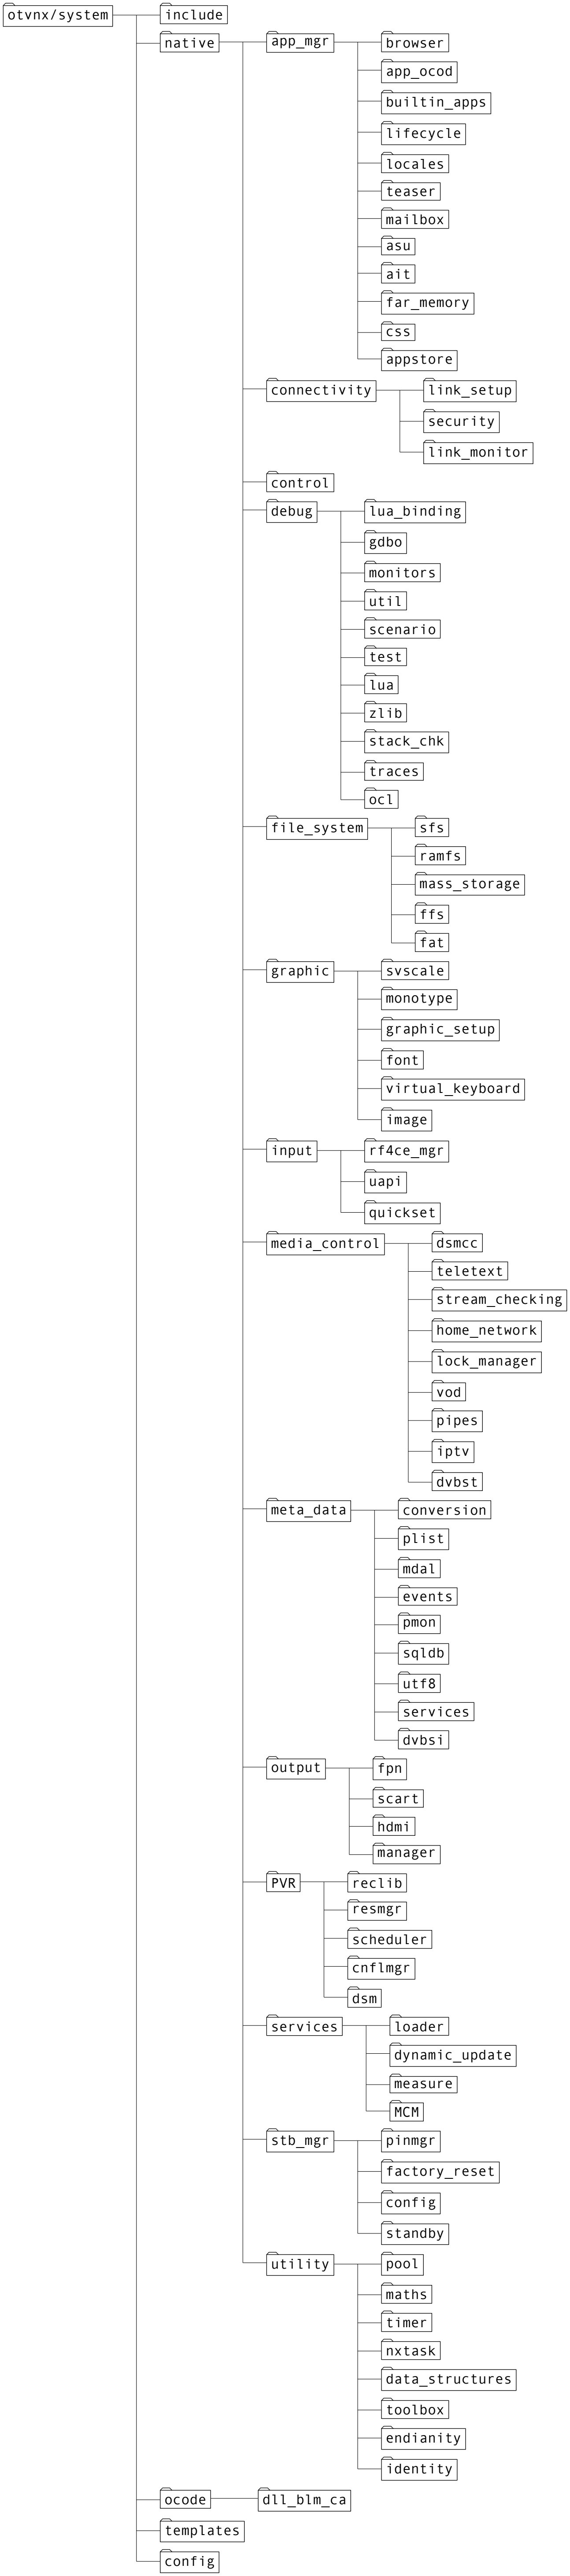 otvnx/system
include
native
app_mgr
browser
app_ocod
builtin_apps
lifecycle
locales
teaser
mailbox
asu
ait
far_memory
css
appstore
connectivity
link_setup
security
link_monitor
control
debug
lua_binding
gdbo
monitors
util
scenario
test
lua
zlib
stack_chk
traces
ocl
file_system
sfs
ramfs
mass_storage
ffs
fat
graphic
svscale
monotype
graphic_setup
font
virtual_keyboard
image
input
rf4ce_mgr
uapi
quickset
media_control
dsmcc
teletext
stream_checking
home_network
lock_manager
vod
pipes
iptv
dvbst
meta_data
conversion
plist
mdal
events
pmon
sqldb
utf8
services
dvbsi
output
fpn
scart
hdmi
manager
PVR
reclib
resmgr
scheduler
cnflmgr
dsm
services
loader
dynamic_update
measure
MCM
stb_mgr
pinmgr
factory_reset
config
standby
utility
pool
maths
timer
nxtask
data_structures
toolbox
endianity
identity
ocode
dll_blm_ca
templates
config